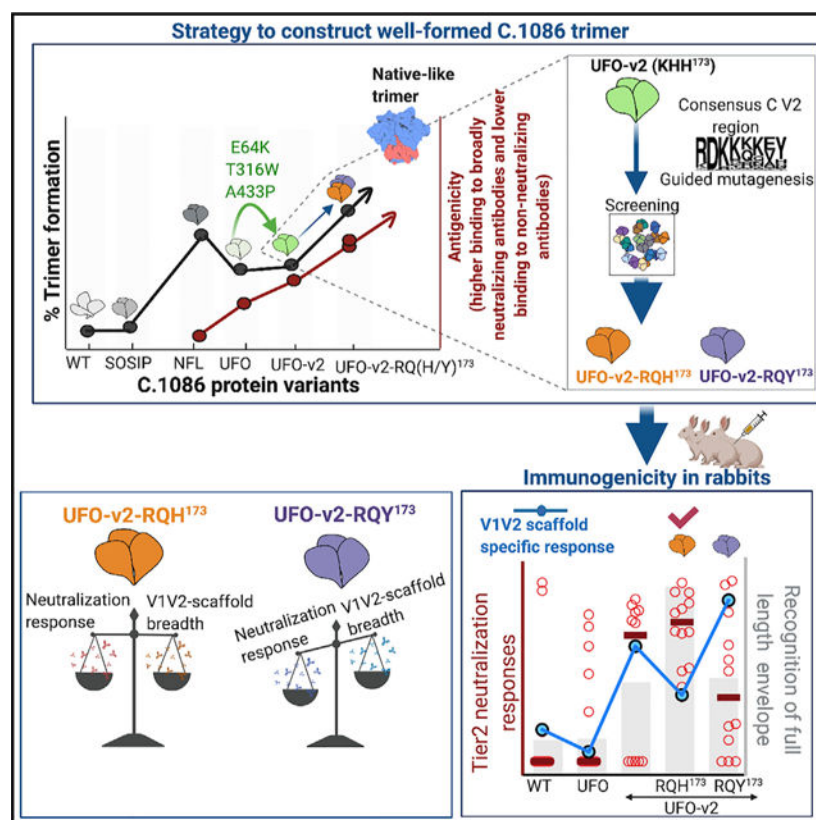 Strategy to construct well-formed C.1086 trimer
Native-like
trimer
E64K
T316W
A433P
% Trimer formation
WT
SOSIP
NFL
UFO
UFO-v2
UFO-v2-RQ(H/Y)¹⁷³
C.1086 protein variants
Antigenicity
(higher binding to broadly
neutralizing antibodies and lower
binding to non-neutralizing
antibodies)
UFO-v2 (KHH¹⁷³)
Consensus C V2
region
RDKKKKEY
Guided mutagenesis
Screening
UFO-v2-RQH¹⁷³
UFO-v2-RQY¹⁷³
UFO-v2-RQH¹⁷³
UFO-v2-RQY¹⁷³
Neutralization
response
V1V2-scaffold
breadth
Neutralization
response
V1V2-scaffold
breadth
Immunogenicity in rabbits
V1V2 scaffold
specific response
Tier2 neutralization
responses
Recognition of full
length envelope
WT
UFO
RQH¹⁷³
RQY¹⁷³
UFO-v2